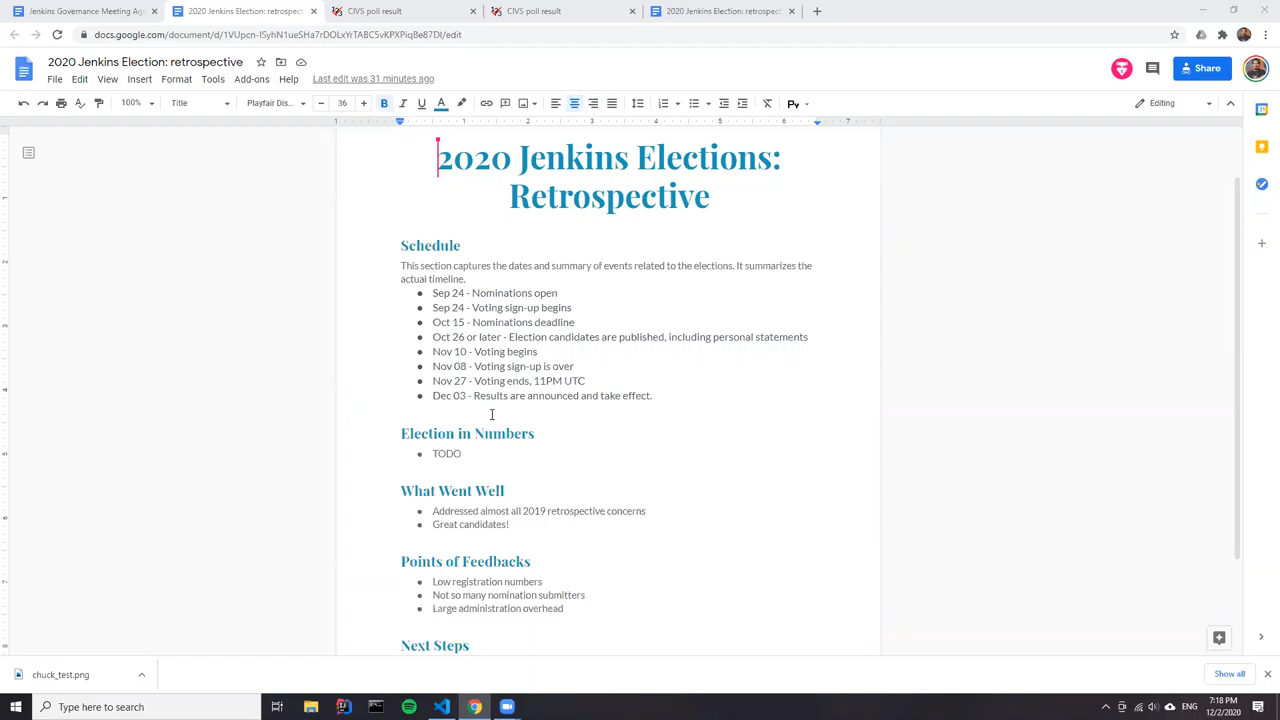 Jenkins Governance Meeting Age
2020 Jenkins Elections: retrospec
CIVS poll result
CIVS poll result
2020 Jenkins Election: retrospec
docs.google.com/document/d/1VUpcn-ISyhN1ueSHa7rDOLxYrTABC5vKPXPiqBe87DI/edit
2020 Jenkins Election: retrospective
File Edit View Insert Format Tools Add-ons Help Last edit was 31 minutes ago
Share
100% Title Playfair Dis... 36 Editing
2020 Jenkins Elections:
Retrospective
Schedule
This section captures the dates and summary of events related to the elections. It summarizes the
actual timeline.
● Sep 24 - Nominations open
● Sep 24 - Voting sign-up begins
● Oct 15 - Nominations deadline
● Oct 26 or later - Election candidates are published, including personal statements
● Nov 10 - Voting begins
● Nov 08 - Voting sign-up is over
● Nov 27 - Voting ends, 11PM UTC
● Dec 03 - Results are announced and take effect.
Election in Numbers
● TODO
What Went Well
● Addressed almost all 2019 retrospective concerns
● Great candidates!
Points of Feedbacks
● Low registration numbers
● Not so many nomination submitters
● Large administration overhead
Next Steps
chuck_test.png
Show all
Type here to search
ENG
7:18 PM
12/2/2020